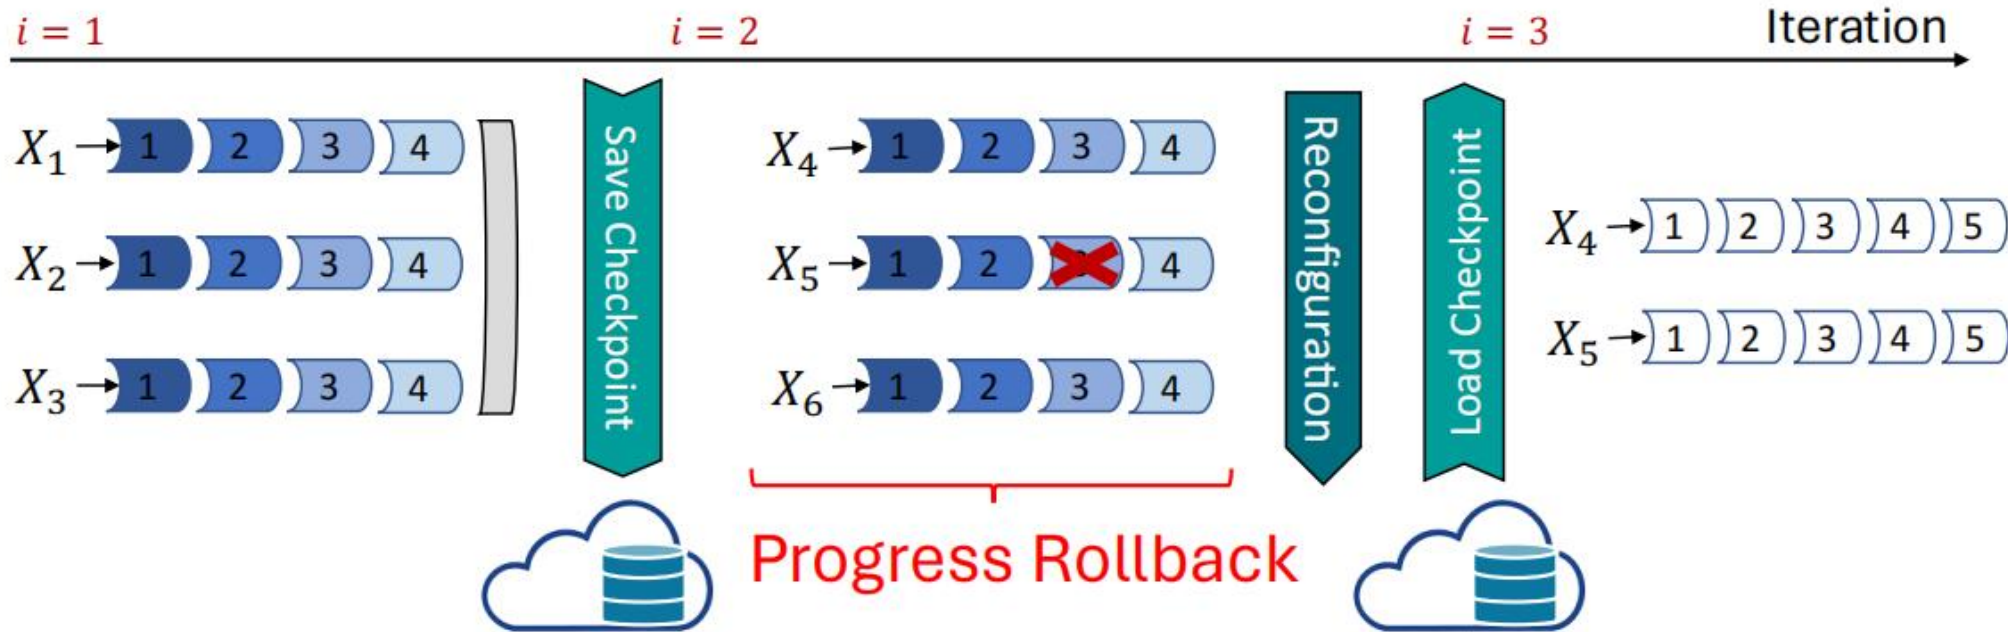 i = 1
i = 2
i = 3
Iteration
X₁ 1 2 3 4
X₂ 1 2 3 4
X₃ 1 2 3 4
Save Checkpoint
X₄ 1 2 3 4
X₅ 1 2 4
X₆ 1 2 3 4
Progress Rollback
Reconfiguration
Load Checkpoint
X₄ 1 2 3 4 5
X₅ 1 2 3 4 5